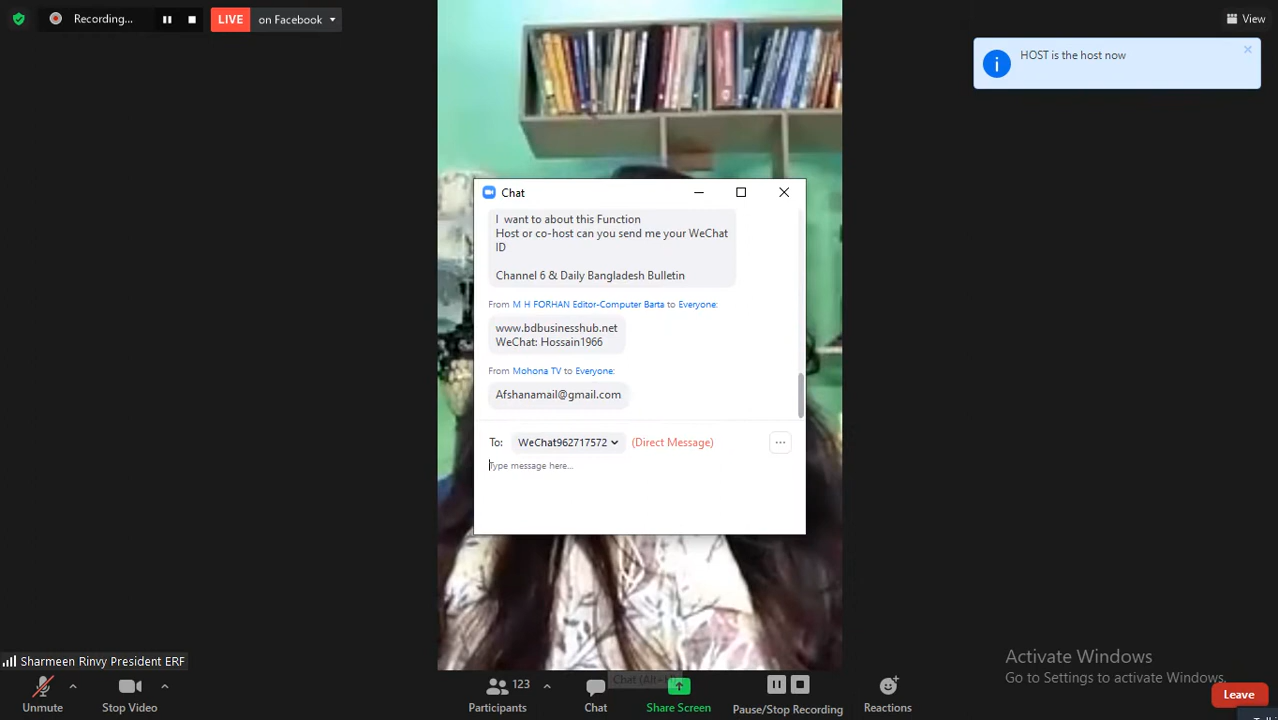 Recording...
LIVE on Facebook
View
HOST is the host now
Chat
I want to about this Function
Host or co-host can you send me your WeChat
ID
Channel 6 & Daily Bangladesh Bulletin
From M H FORHAN Editor-Computer Barta to Everyone:
www.bdbusinesshub.net
WeChat: Hossain1966
From Mohona TV to Everyone:
Afshanamail@gmail.com
To: WeChat962717572 (Direct Message)
Type message here...
Sharmeen Rinvy President ERF
Activate Windows
Go to Settings to activate Windows.
Unmute
Stop Video
123
Participants
Chat
Share Screen
Pause/Stop Recording
Reactions
Leave